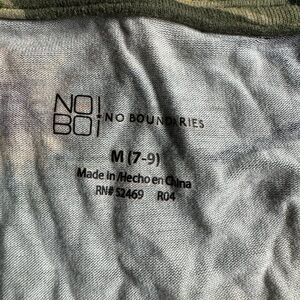 NO!
BO!
NO BOUNDARIES
M (7-9)
Made in/Hecho en China
RN# 52469 R04